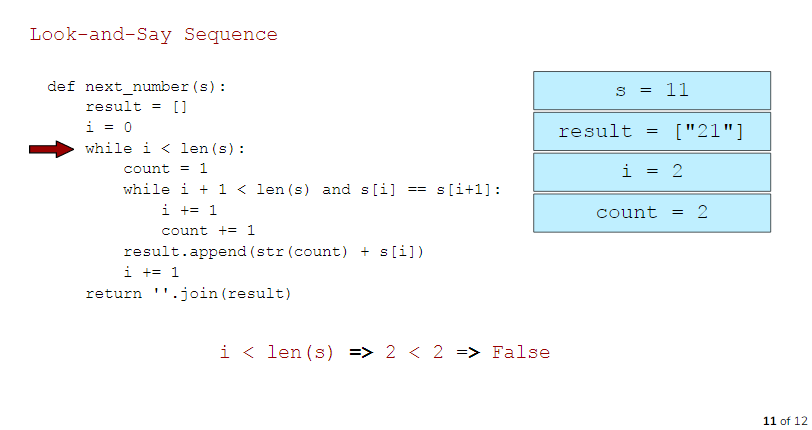 Look-and-Say Sequence
def next_number(s):
    result = []
    i = 0
    while i < len(s):
        count = 1
        while i + 1 < len(s) and s[i] == s[i+1]:
            i += 1
            count += 1
        result.append(str(count) + s[i])
        i += 1
    return ''.join(result)
s = 11
result = ["21"]
i = 2
count = 2
i < len(s) => 2 < 2 => False
11 of 12